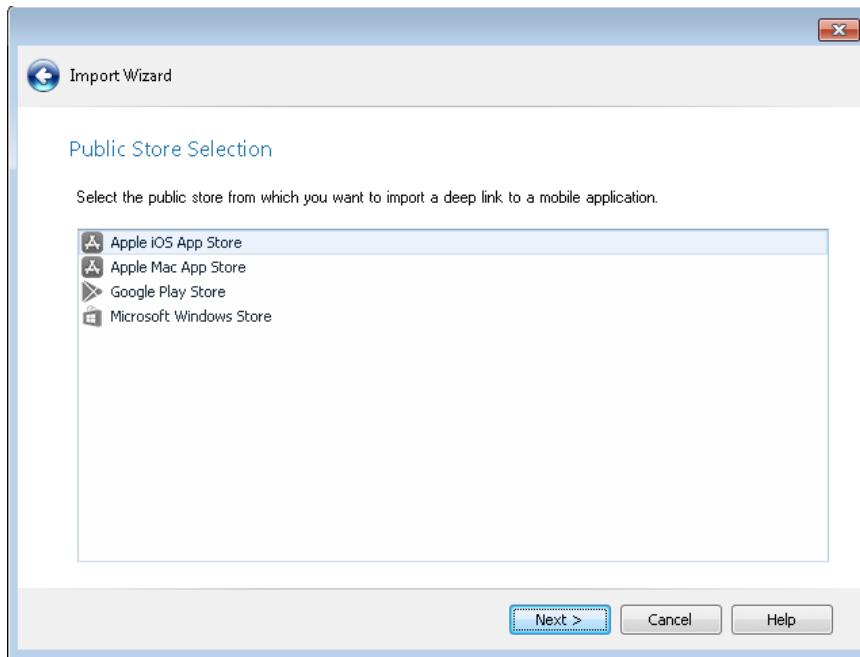 Import Wizard
Public Store Selection
Select the public store from which you want to import a deep link to a mobile application.
Apple iOS App Store
Apple Mac App Store
Google Play Store
Microsoft Windows Store
Next > Cancel Help